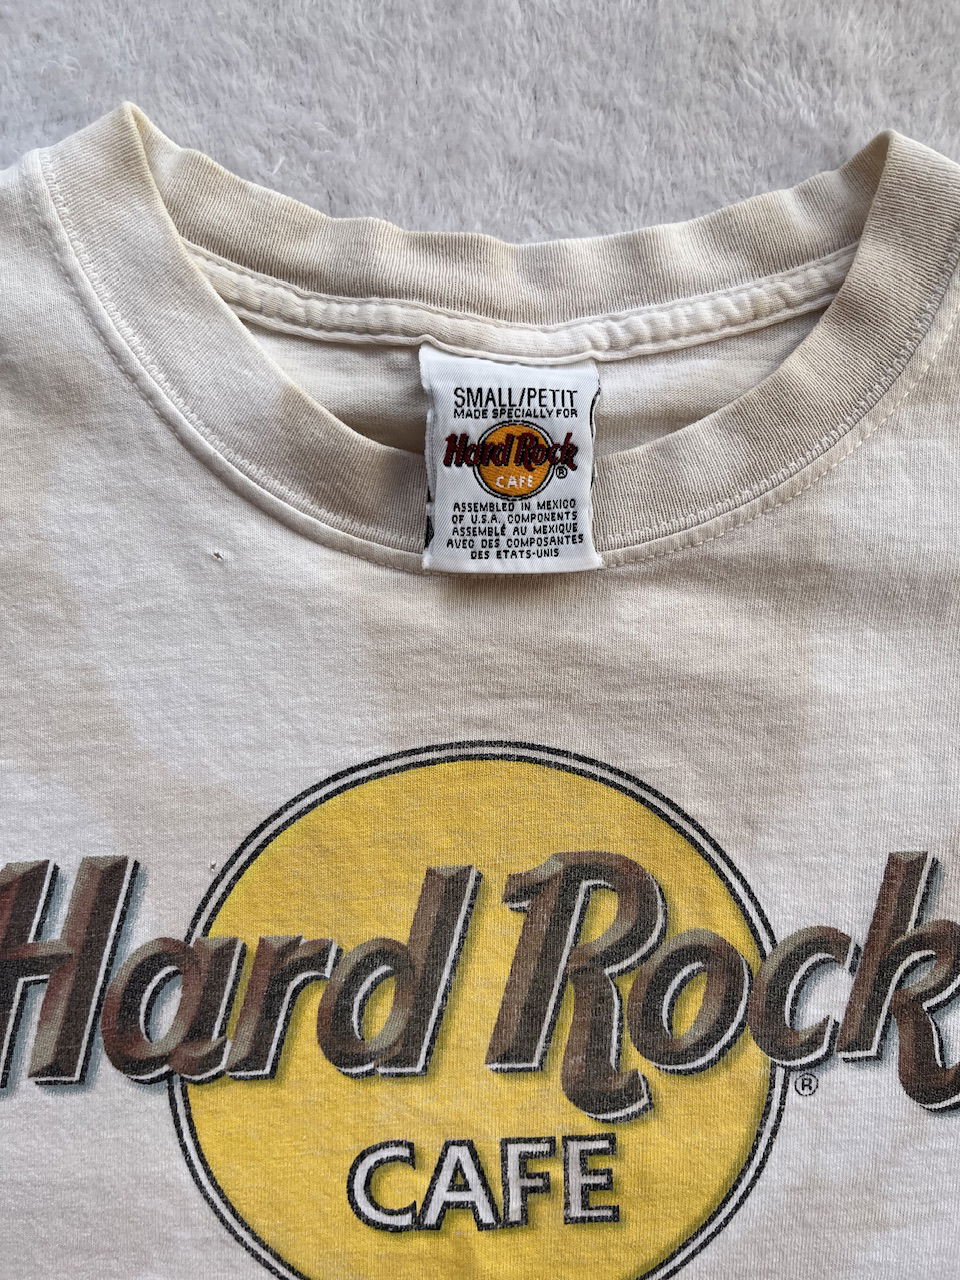 SMALL/PETIT
MADE SPECIALLY FOR
Hard Rock
®
CAFE
ASSEMBLED IN MEXICO
OF U.S.A. COMPONENTS
ASSEMBLÉ AU MEXIQUE
AVEC DES COMPOSANTES
DES ETATS-UNIS
Hard Rock
®
CAFE